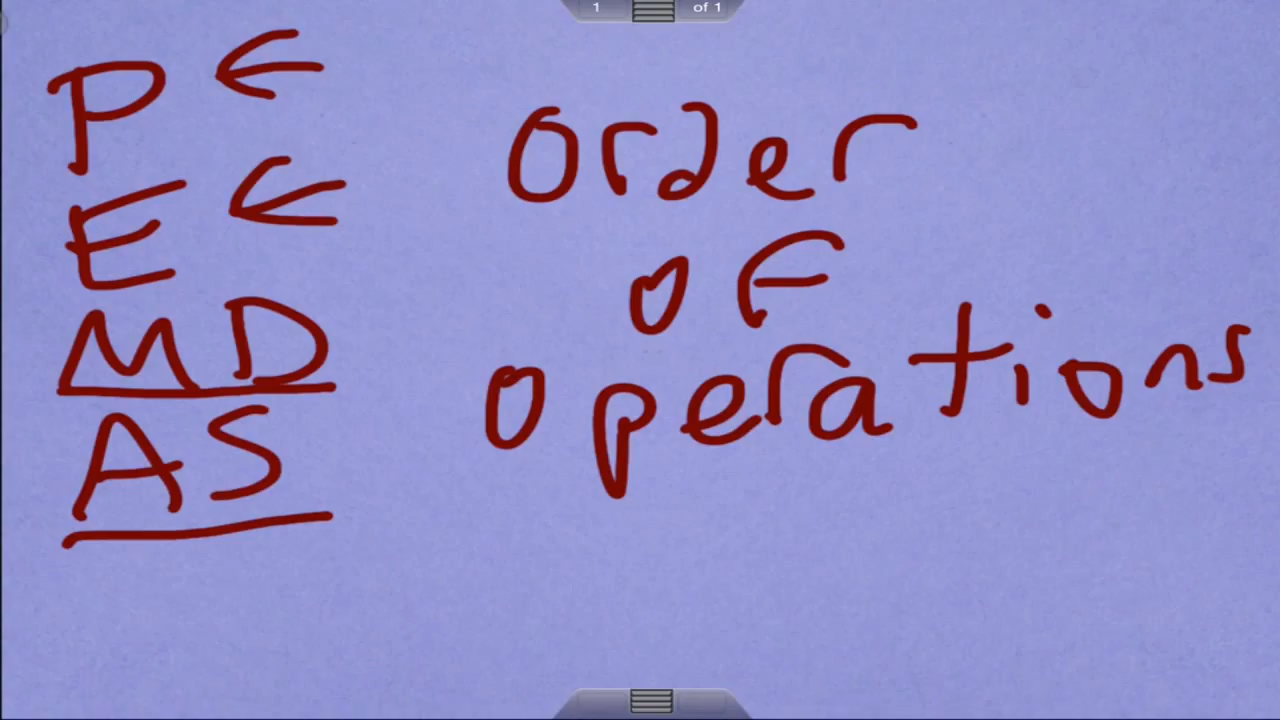 1 of 1
P ←
E ←
MD
AS
Order
of
operations